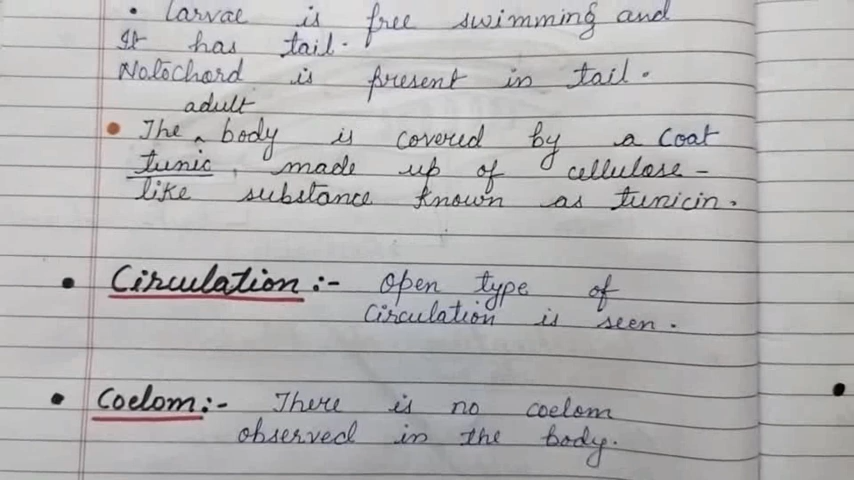 • Larvae is free swimming and
It has tail.
Notochord is present in tail.
adult
• The ^ body is covered by a coat
tunic, made up of cellulose -
like substance known as tunicin.
• Circulation :- Open type of
circulation is seen.
• Coelom :- There is no coelom
observed in the body.